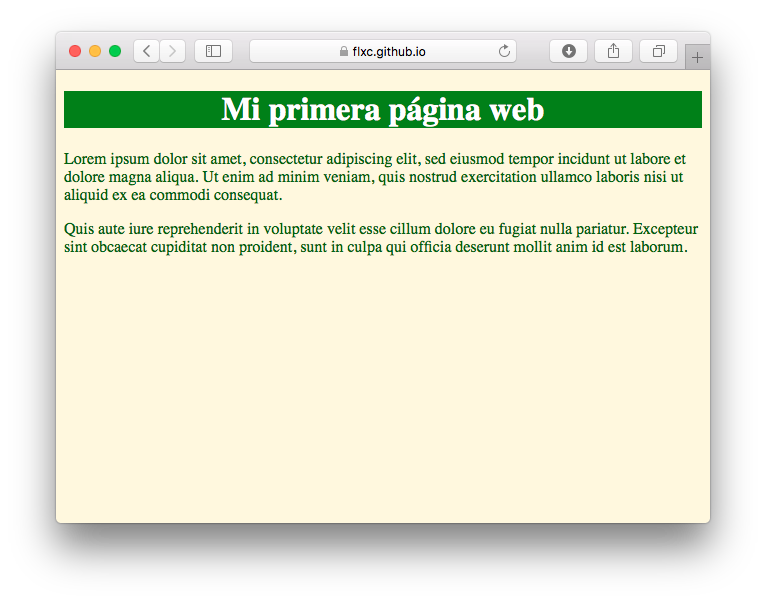 flxc.github.io
Mi primera página web
Lorem ipsum dolor sit amet, consectetur adipiscing elit, sed eiusmod tempor incidunt ut labore et
dolore magna aliqua. Ut enim ad minim veniam, quis nostrud exercitation ullamco laboris nisi ut
aliquid ex ea commodi consequat.
Quis aute iure reprehenderit in voluptate velit esse cillum dolore eu fugiat nulla pariatur. Excepteur
sint obcaecat cupiditat non proident, sunt in culpa qui officia deserunt mollit anim id est laborum.